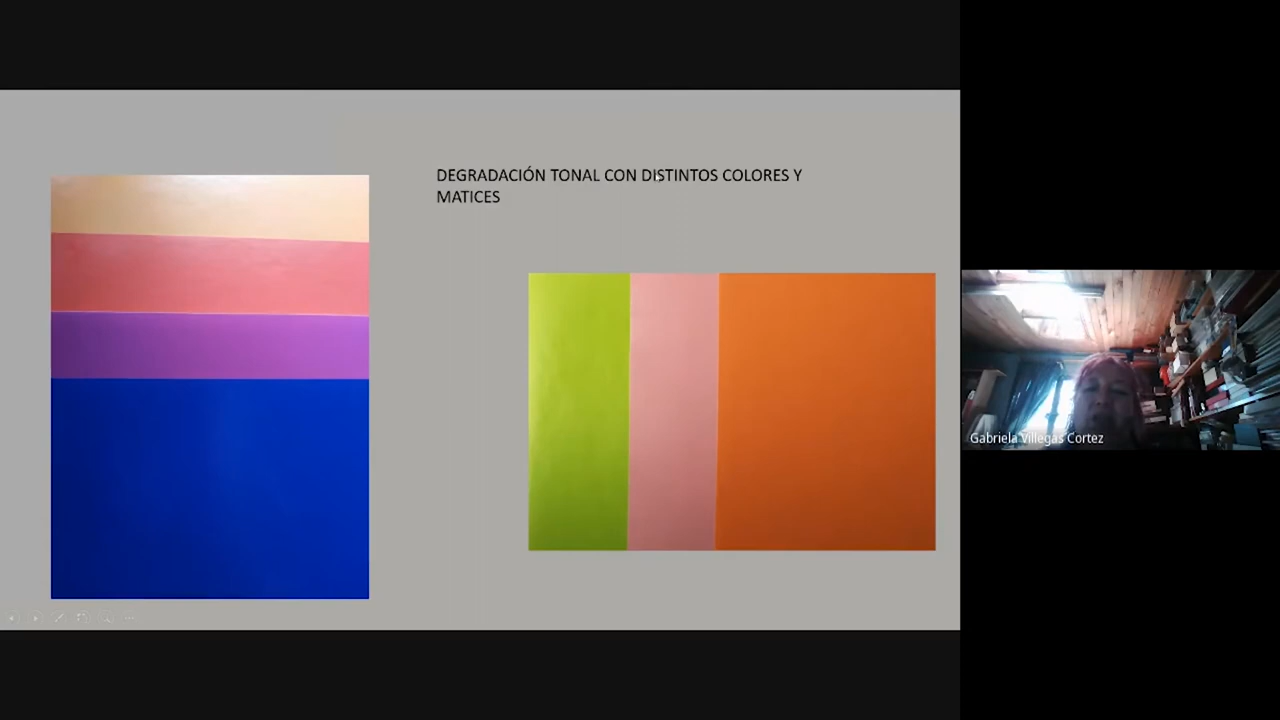 DEGRADACIÓN TONAL CON DISTINTOS COLORES Y
MATICES
Gabriela Villegas Cortez